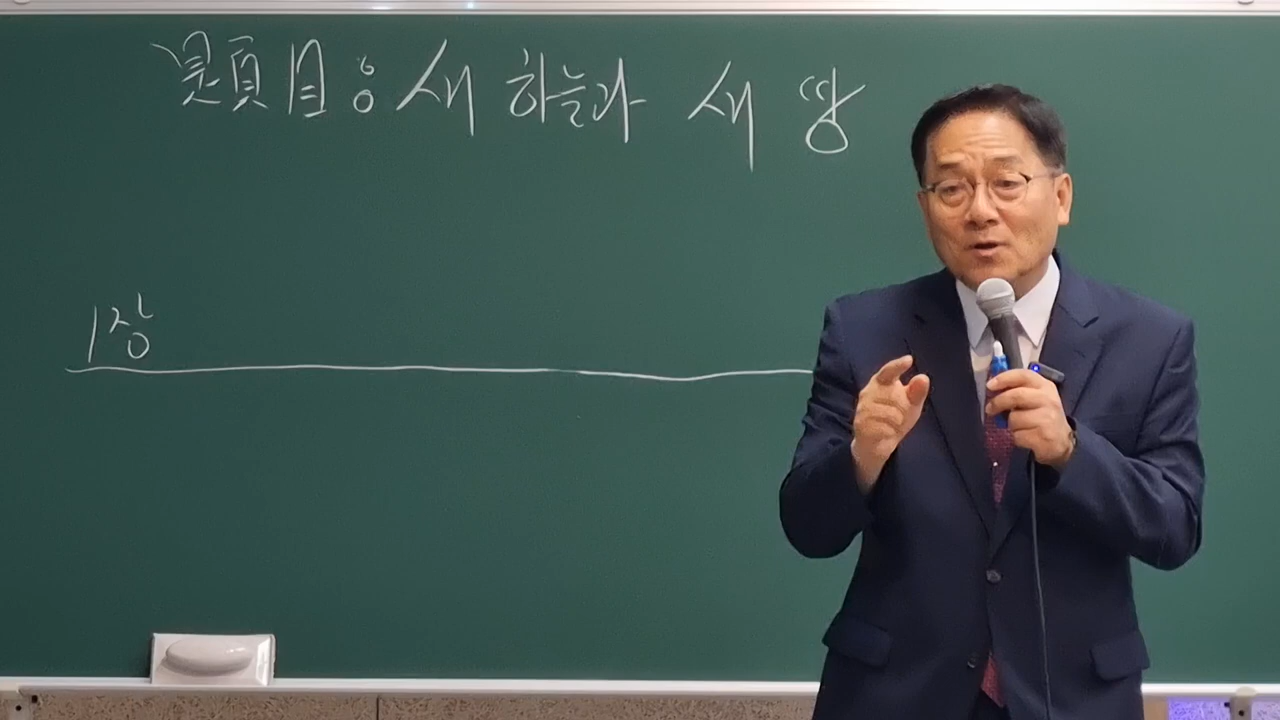 題目: 새 하늘과 새 땅
1장